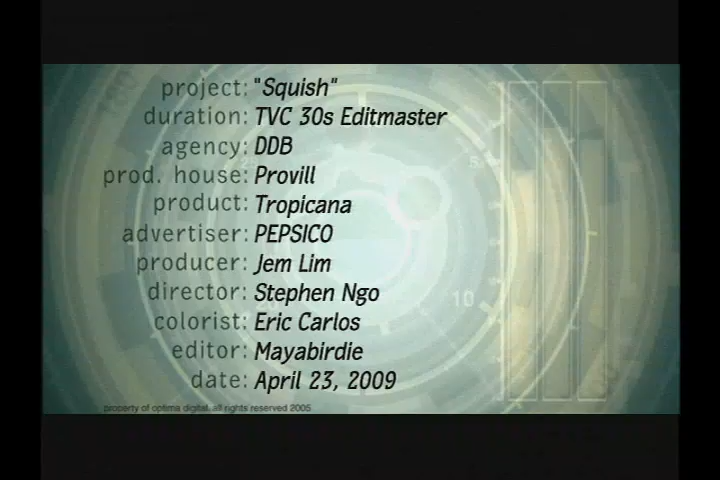 project: "Squish"
duration: TVC 30s Editmaster
agency: DDB
prod. house: Provill
product: Tropicana
advertiser: PEPSICO
producer: Jem Lim
director: Stephen Ngo
colorist: Eric Carlos
editor: Mayabirdie
date: April 23, 2009
10
property of optima digital. all rights reserved 2005